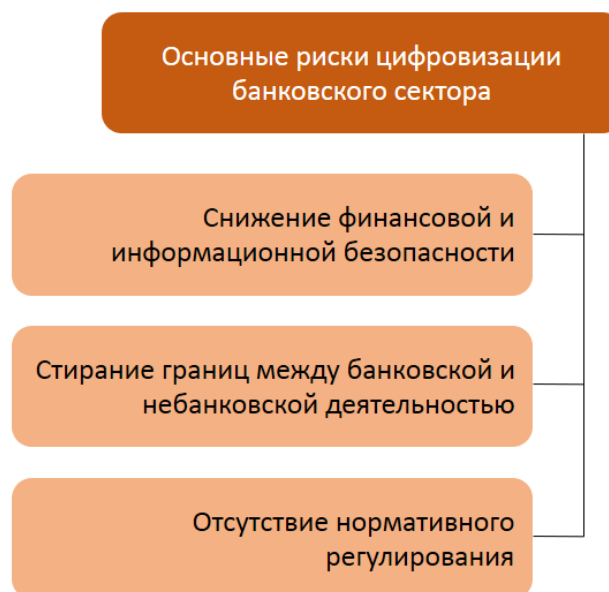 Основные риски цифровизации
банковского сектора
Снижение финансовой и
информационной безопасности
Стирание границ между банковской и
небанковской деятельностью
Отсутствие нормативного
регулирования